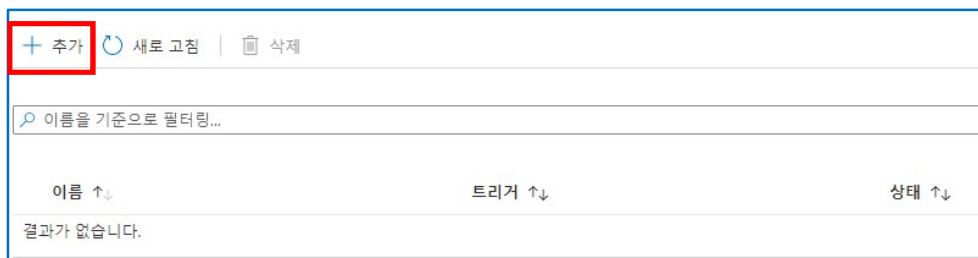 추가 새로 고침 삭제
이름을 기준으로 필터링...
이름 트리거 상태
결과가 없습니다.